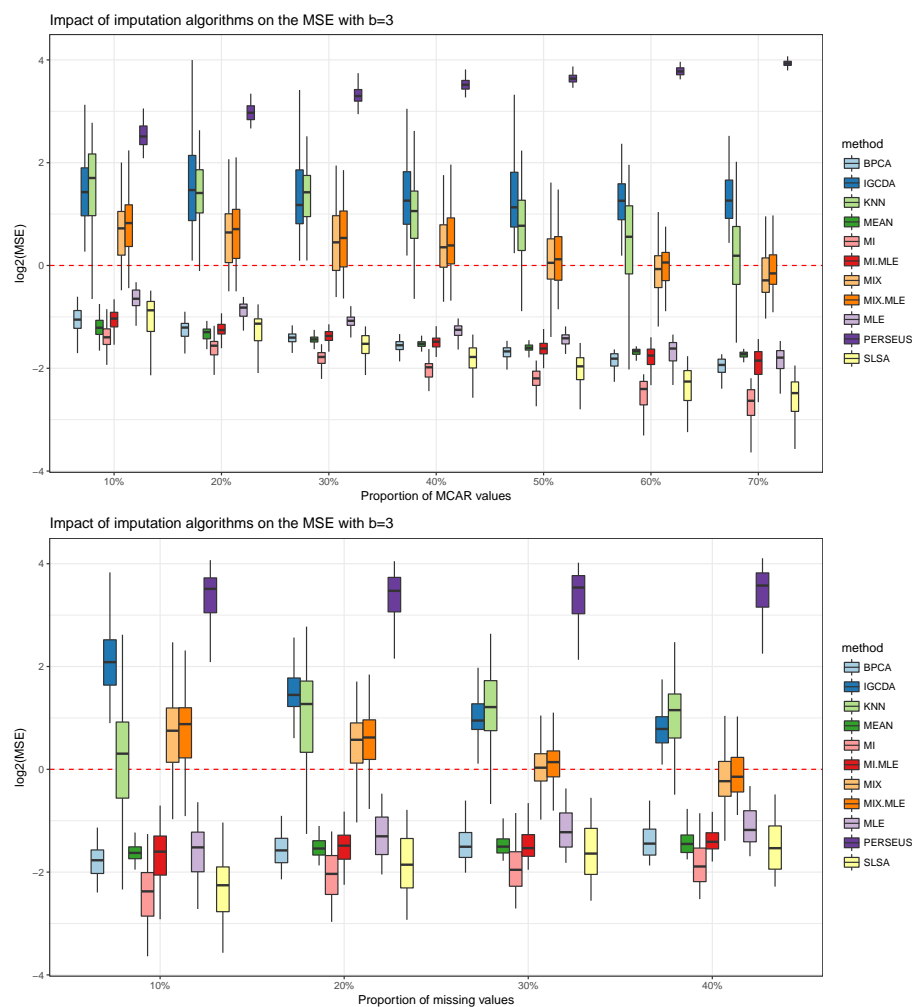 Impact of imputation algorithms on the MSE with b=3
log2(MSE)
4
2
0
−2
−4
10%
20%
30%
40%
50%
60%
70%
Proportion of MCAR values
method
BPCA
IGCDA
KNN
MEAN
MI
MI.MLE
MIX
MIX.MLE
MLE
PERSEUS
SLSA
Impact of imputation algorithms on the MSE with b=3
log2(MSE)
4
2
0
−2
−4
10%
20%
30%
40%
Proportion of missing values
method
BPCA
IGCDA
KNN
MEAN
MI
MI.MLE
MIX
MIX.MLE
MLE
PERSEUS
SLSA